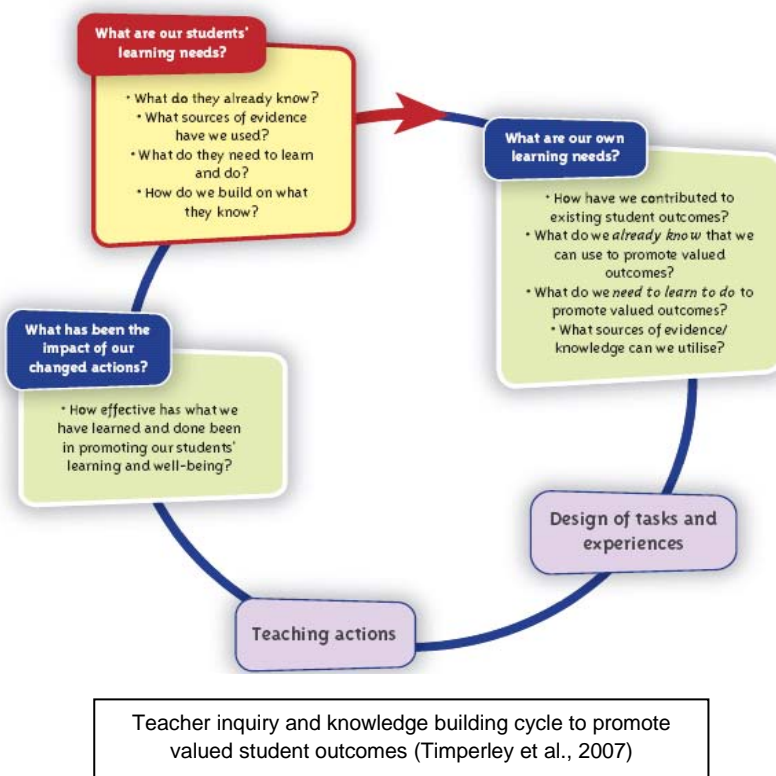 What are our students'
learning needs?
• What do they already know?
• What sources of evidence
have we used?
• What do they need to learn
and do?
• How do we build on what
they know?
What are our own
learning needs?
• How have we contributed to
existing student outcomes?
• What do we already know that we
can use to promote valued
outcomes?
• What do we need to learn to do to
promote valued outcomes?
• What sources of evidence/
knowledge can we utilise?
Design of tasks and
experiences
Teaching actions
What has been the
impact of our
changed actions?
• How effective has what we
have learned and done been
in promoting our students'
learning and well-being?
Teacher inquiry and knowledge building cycle to promote
valued student outcomes (Timperley et al., 2007)